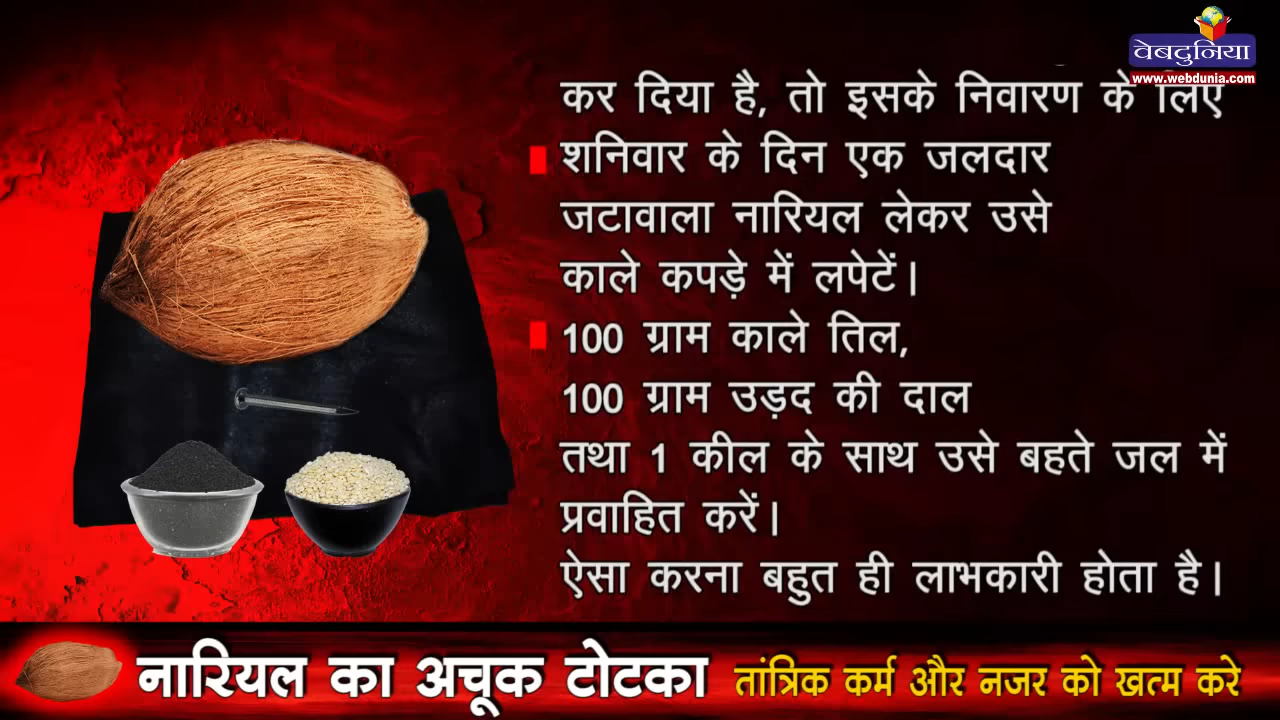 वेबदुनिया
www.webdunia.com
कर दिया है, तो इसके निवारण के लिए
शनिवार के दिन एक जलदार
जटावाला नारियल लेकर उसे
काले कपड़े में लपेटें।
100 ग्राम काले तिल,
100 ग्राम उड़द की दाल
तथा 1 कील के साथ उसे बहते जल में
प्रवाहित करें।
ऐसा करना बहुत ही लाभकारी होता है।
नारियल का अचूक टोटका तांत्रिक कर्म और नजर को खत्म करे